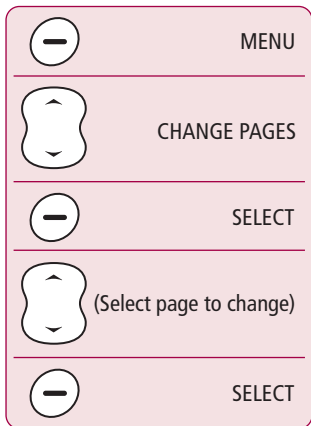 MENU
CHANGE PAGES
SELECT
(Select page to change)
SELECT